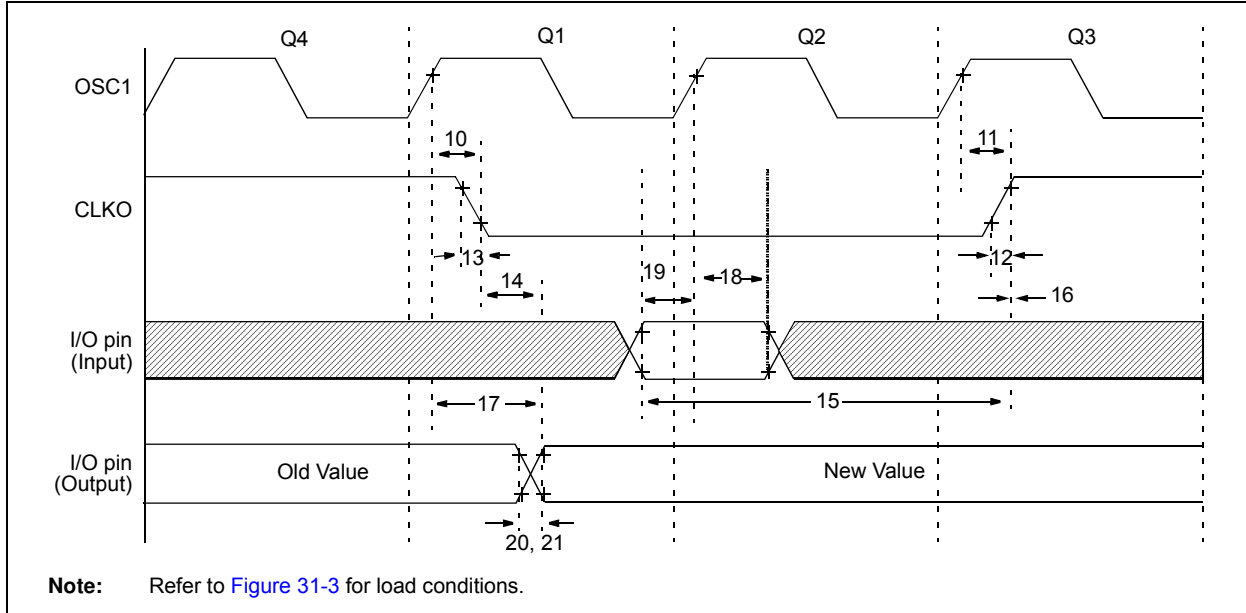 Q4 Q1 Q2 Q3
OSC1
10 11
CLKO
13 12
14 19 18 16
I/O pin
(Input)
17 15
I/O pin
(Output)
Old Value New Value
20, 21
Note: Refer to Figure 31-3 for load conditions.